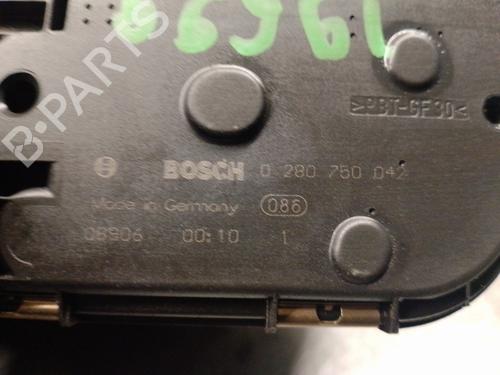 >PBT-GF30<
BOSCH 0 280 750 042
Made in Germany 086
08906 00:10 1
B-PARTS